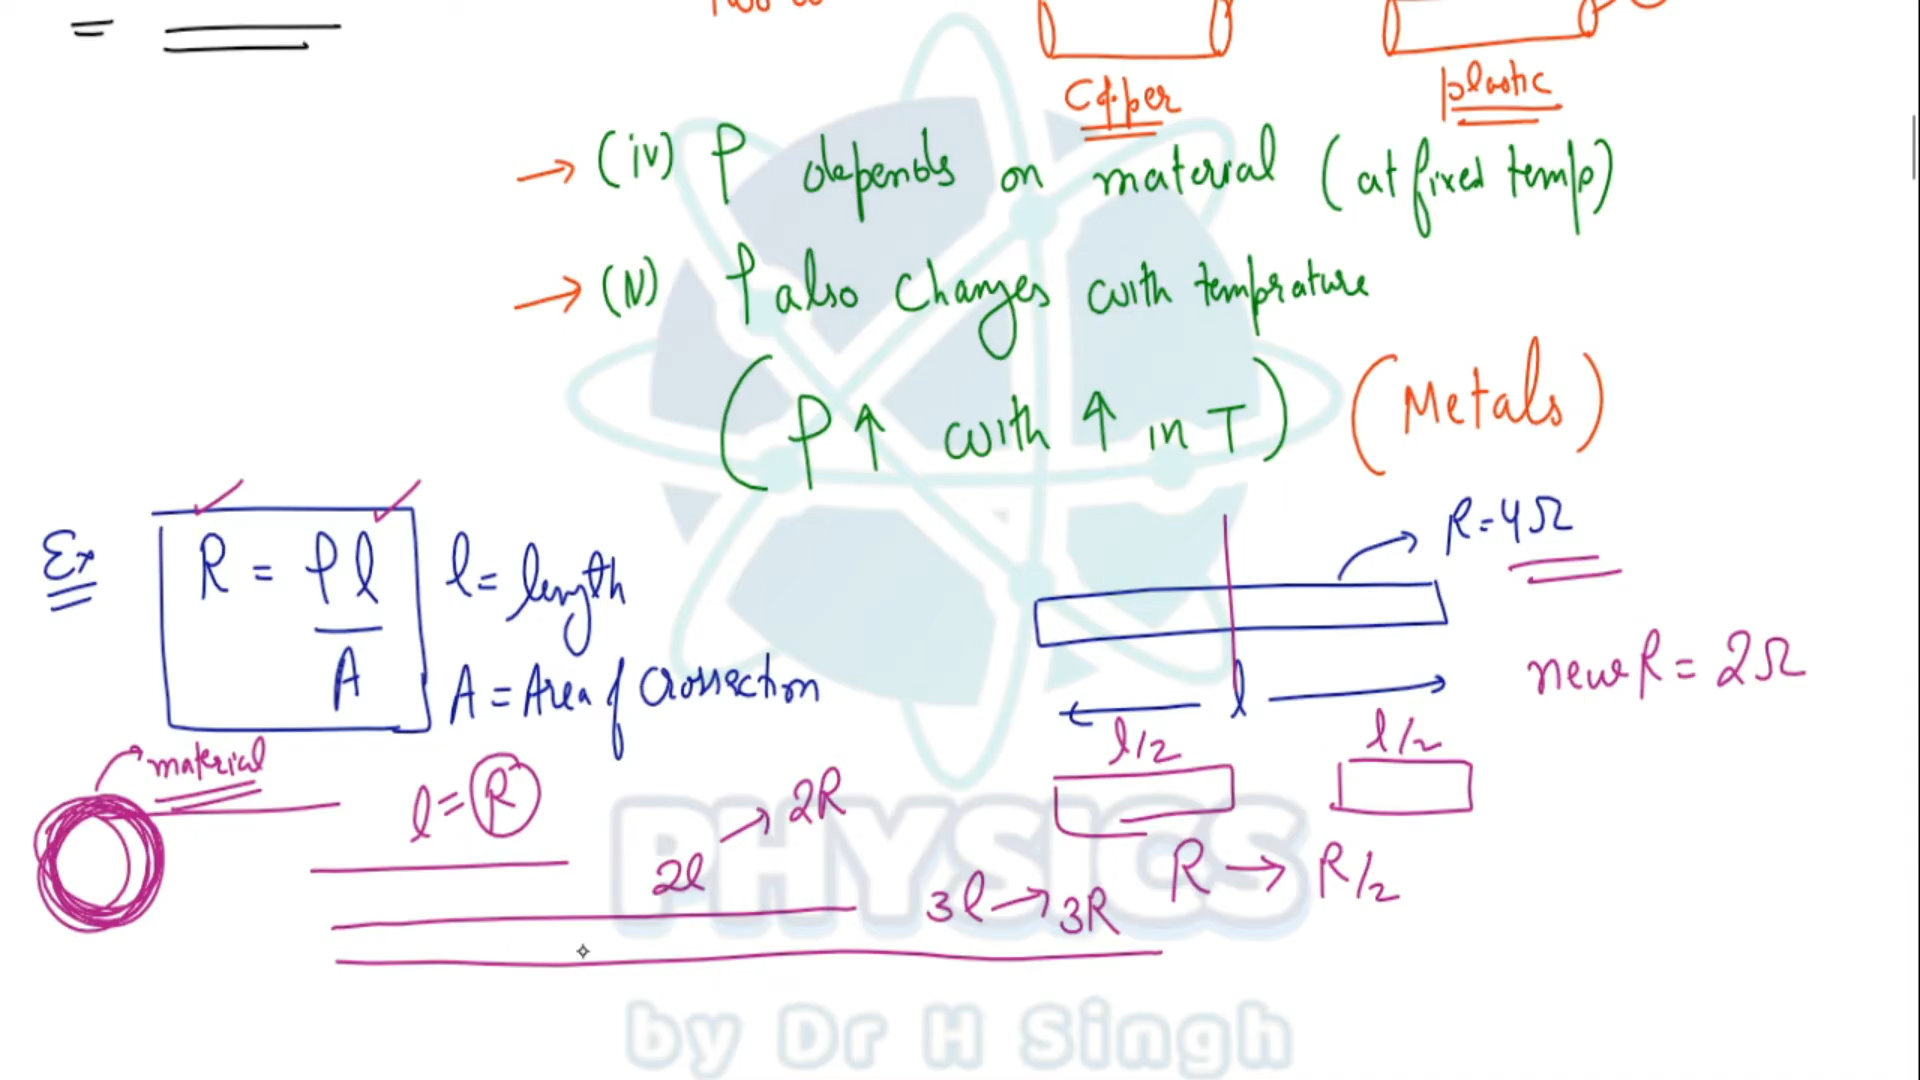 Copper
plastic
→ (iv) ρ depends on material (at fixed temp)
→ (V) ρ also changes with temprature
(ρ↑ with ↑ in T) (Metals)
Ex
R = ρl/A
l = length
A = Area of Crossection
R = 4Ω
l
new R = 2Ω
material
l = R
l/2
l/2
2l → 2R
3l → 3R
R → R/2
PHYSICS
by Dr H Singh